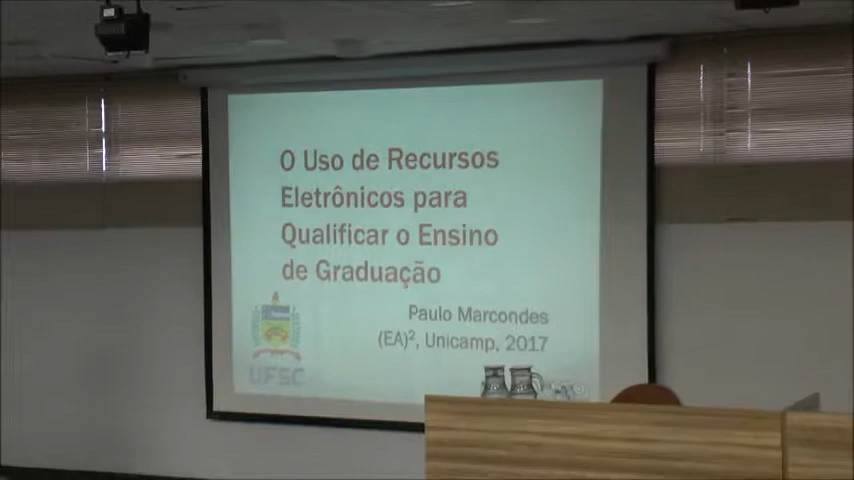 O Uso de Recursos
Eletrônicos para
Qualificar o Ensino
de Graduação
Paulo Marcondes
(EA)², Unicamp, 2017
UFSC